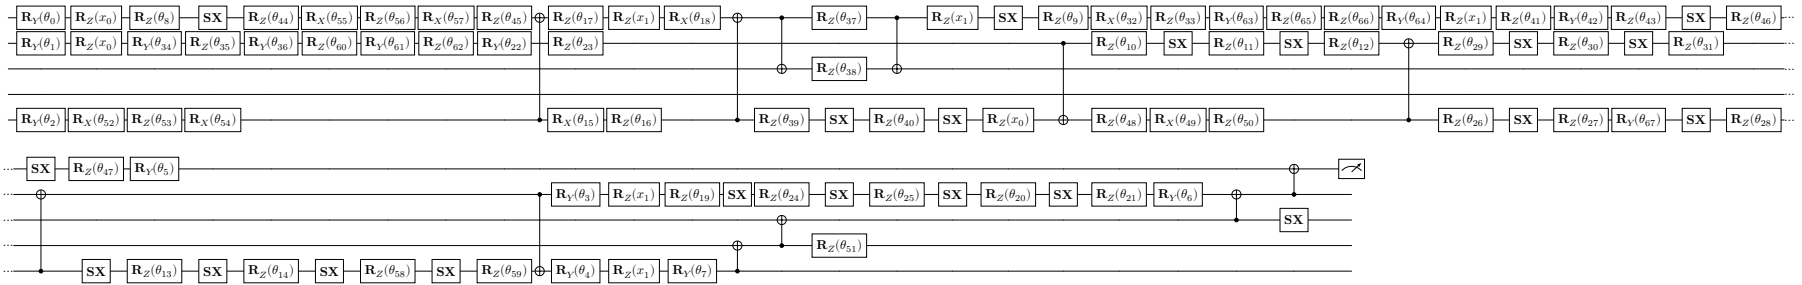 R_Y(θ_0) R_Z(x_0) R_Z(θ_8) SX R_Z(θ_44) R_X(θ_55) R_Z(θ_56) R_X(θ_57) R_Z(θ_45) R_Z(θ_17) R_Z(x_1) R_X(θ_18) R_Z(θ_37) R_Z(x_1) SX R_Z(θ_9) R_X(θ_32) R_Z(θ_33) R_Y(θ_63) R_Z(θ_65) R_Z(θ_66) R_Y(θ_64) R_Z(x_1) R_Z(θ_41) R_Y(θ_42) R_Z(θ_43) SX R_Z(θ_46)
R_Y(θ_1) R_Z(x_0) R_Y(θ_34) R_Z(θ_35) R_Y(θ_36) R_Z(θ_60) R_Y(θ_61) R_Z(θ_62) R_Y(θ_22) R_Z(θ_23) R_Z(θ_10) SX R_Z(θ_11) SX R_Z(θ_12) R_Z(θ_29) SX R_Z(θ_30) SX R_Z(θ_31)
R_Z(θ_38)
R_Y(θ_2) R_X(θ_52) R_Z(θ_53) R_X(θ_54) R_X(θ_15) R_Z(θ_16) R_Z(θ_39) SX R_Z(θ_40) SX R_Z(x_0) R_Z(θ_48) R_X(θ_49) R_Z(θ_50) R_Z(θ_26) SX R_Z(θ_27) R_Y(θ_67) SX R_Z(θ_28)
SX R_Z(θ_47) R_Y(θ_5)
R_Y(θ_3) R_Z(x_1) R_Z(θ_19) SX R_Z(θ_24) SX R_Z(θ_25) SX R_Z(θ_20) SX R_Z(θ_21) R_Y(θ_6)
SX
R_Z(θ_51)
SX R_Z(θ_13) SX R_Z(θ_14) SX R_Z(θ_58) SX R_Z(θ_59) R_Y(θ_4) R_Z(x_1) R_Y(θ_7)